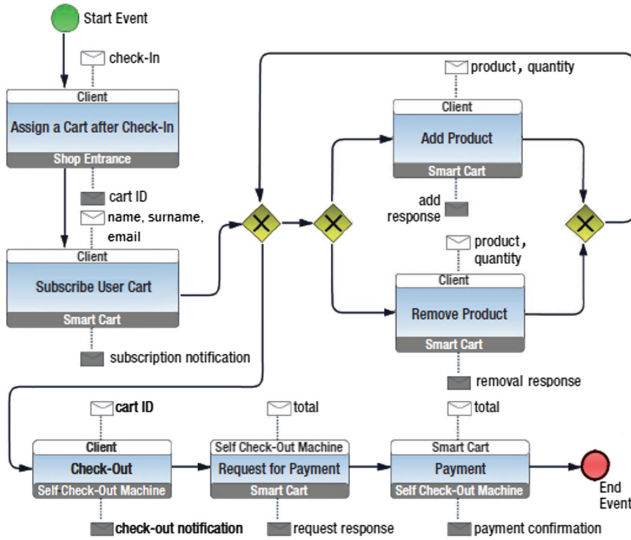 Start Event
check-In
Client
Assign a Cart after Check-In
Shop Entrance
cart ID
name, surname,
email
Client
Subscribe User Cart
Smart Cart
subscription notification
product, quantity
Client
Add Product
Smart Cart
add
response
product,
quantity
Client
Remove Product
Smart Cart
removal response
cart ID
Client
Check-Out
Self Check-Out Machine
check-out notification
total
Self Check-Out Machine
Request for Payment
Smart Cart
request response
total
Smart Cart
Payment
Self Check-Out Machine
payment confirmation
End
Event